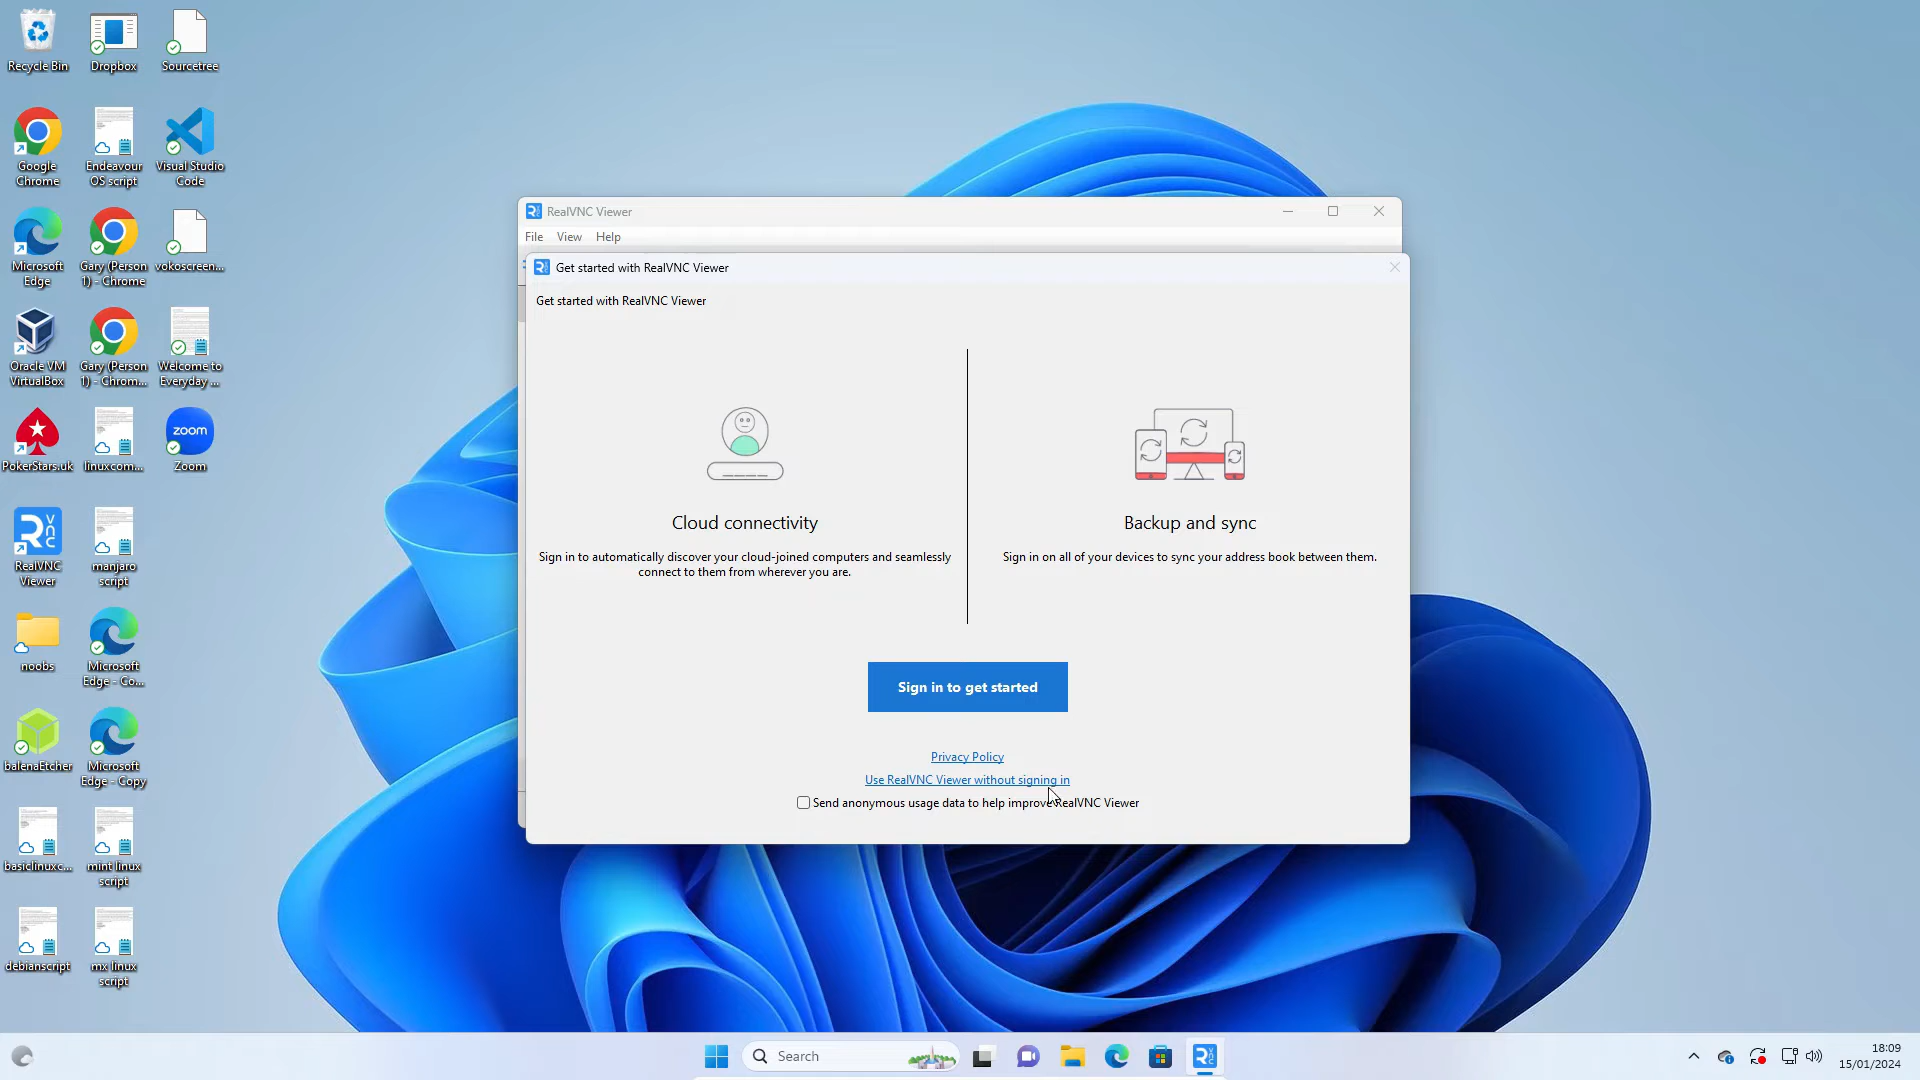 Recycle Bin
Dropbox
Sourcetree
Google
Chrome
Endeavour
OS script
Visual Studio
Code
Microsoft
Edge
Gary (Person
1) - Chrome
vokoscreen...
Oracle VM
VirtualBox
Gary (Person
1) - Chrom...
Welcome to
Everyday ...
PokerStars.uk
linuxcom...
zoom
Zoom
RealVNC
Viewer
manjaro
script
noobs
Microsoft
Edge - Co...
balenaEtcher
Microsoft
Edge - Copy
basiclinuxc...
mint linux
script
debianscript
mx linux
script
RealVNC Viewer
File View Help
Get started with RealVNC Viewer
Get started with RealVNC Viewer
Cloud connectivity
Sign in to automatically discover your cloud-joined computers and seamlessly
connect to them from wherever you are.
Backup and sync
Sign in on all of your devices to sync your address book between them.
Sign in to get started
Privacy Policy
Use RealVNC Viewer without signing in
Send anonymous usage data to help improve RealVNC Viewer
Search
18:09
15/01/2024